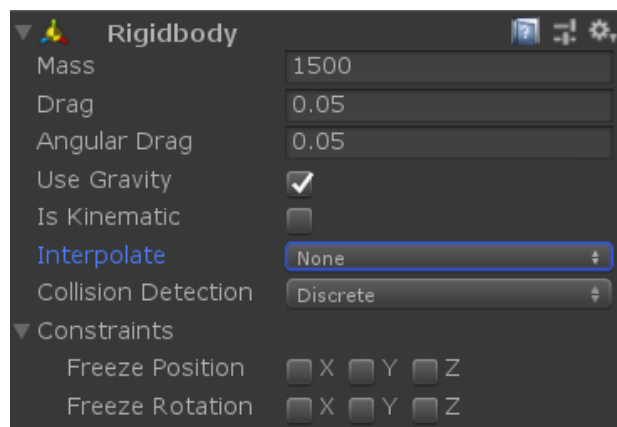 Rigidbody
Mass 1500
Drag 0.05
Angular Drag 0.05
Use Gravity
Is Kinematic
Interpolate None
Collision Detection Discrete
Constraints
Freeze Position X Y Z
Freeze Rotation X Y Z